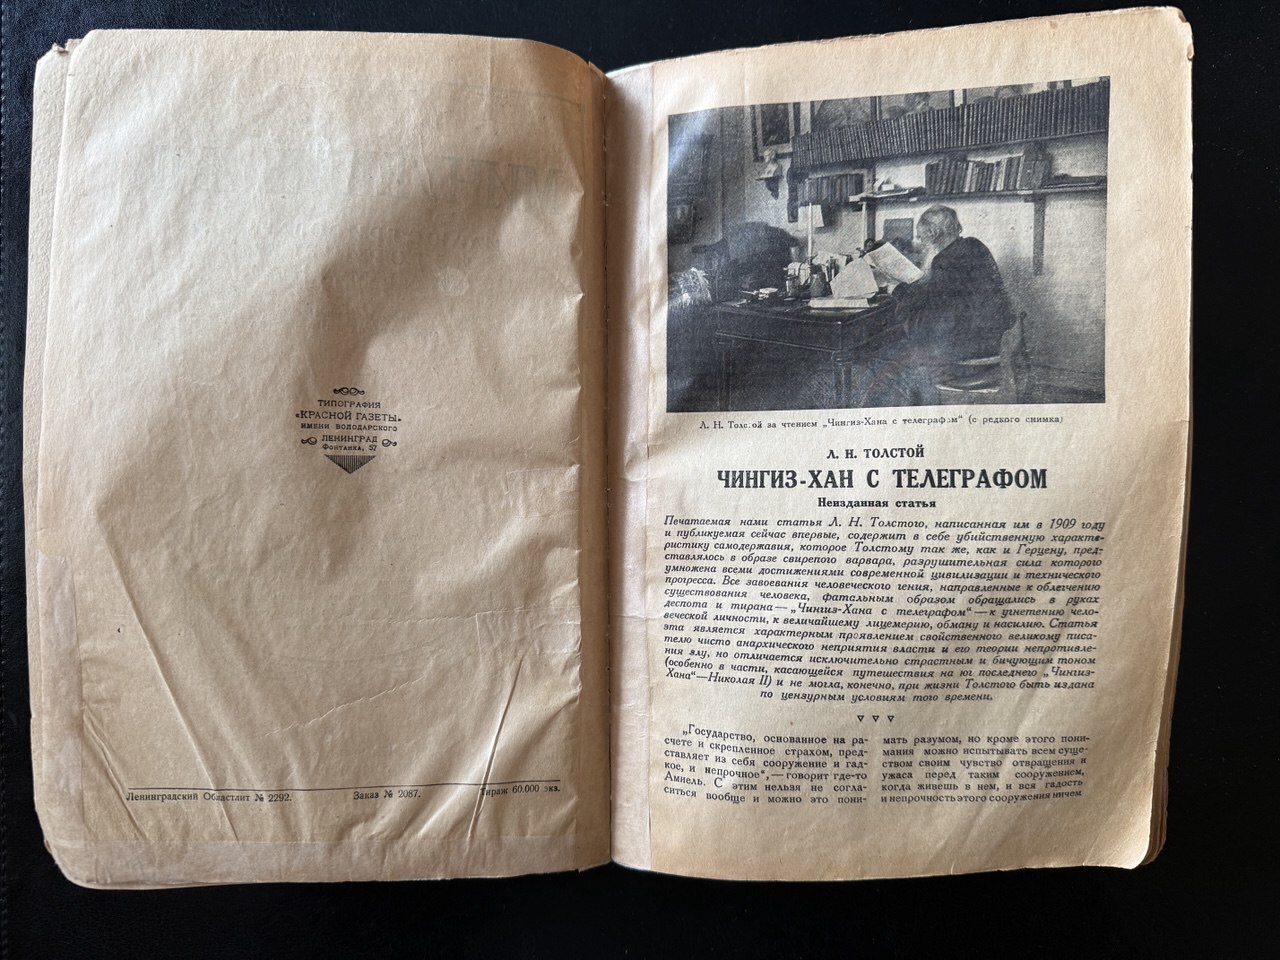 ТИПОГРАФИЯ
«КРАСНОЙ ГАЗЕТЫ»
ИМЕНИ ВОЛОДАРСКОГО
ЛЕНИНГРАД
Фонтанка, 57
Ленинградский Областлит № 2292. Заказ № 2087. Тираж 60.000 экз.
Л. Н. Толстой за чтением „Чингиз-Хана с телеграфом“ (с редкого снимка)
Л. Н. ТОЛСТОЙ
ЧИНГИЗ-ХАН С ТЕЛЕГРАФОМ
Неизданная статья
Печатаемая нами статья Л. Н. Толстого, написанная им в 1909 году
и публикуемая сейчас впервые, содержит в себе убийственную характе-
ристику самодержавия, которое Толстому так же, как и Герцену, пред-
ставлялось в образе свирепого варвара, разрушительная сила которого
умножена всеми достижениями современной цивилизации и технического
прогресса. Все завоевания человеческого гения, направленные к облегчению
существования человека, фатальным образом обращались в руках
деспота и тирана — „Чингиз-Хана с телеграфом“ — к угнетению чело-
веческой личности, к величайшему лицемерию, обману и насилию. Статья
эта является характерным проявлением свойственного великому писа-
телю чисто анархического неприятия власти и его теории непротивле-
ния злу, но отличается исключительно страстным и бичующим тоном
(особенно в части, касающейся путешествия на юг последнего „Чингиз-
Хана“ — Николая II) и не могла, конечно, при жизни Толстого быть издана
по цензурным условиям того времени.
„Государство, основанное на ра-
счете и скрепленное страхом, пред-
ставляет из себя сооружение и гад-
кое, и непрочное“, — говорит где-то
Амиель. С этим нельзя не согла-
ситься вообще и можно это пони-
мать разумом, но кроме этого пони-
мания можно испытывать всем суще-
ством своим чувство отвращения и
ужаса перед таким сооружением,
когда живешь в нем, и вся гадость
и непрочность этого сооружения ничем